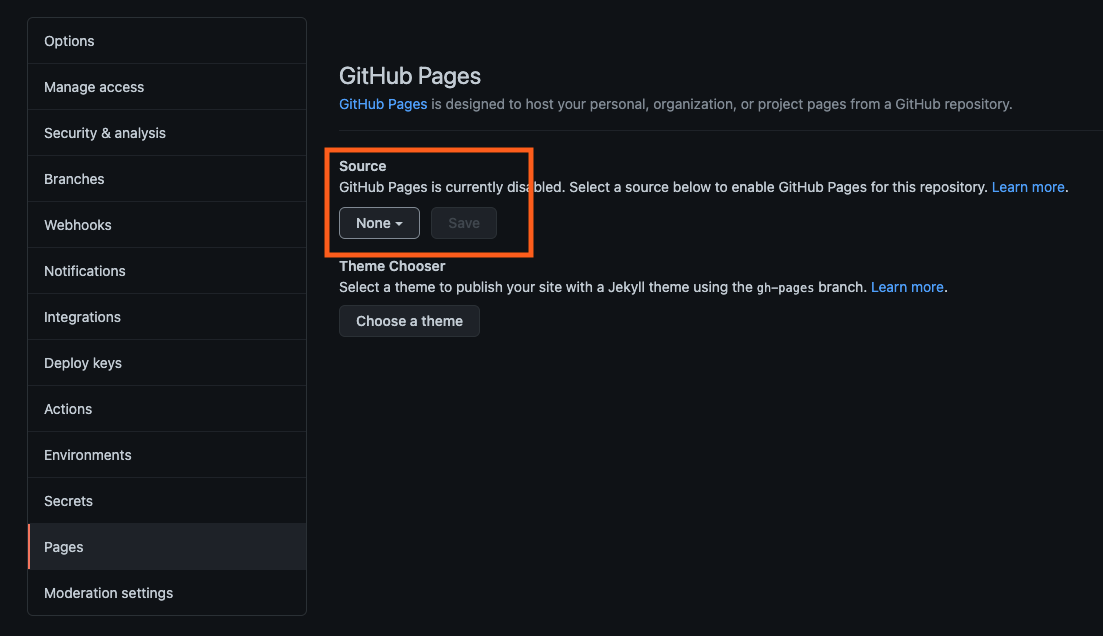 Options
Manage access
Security & analysis
Branches
Webhooks
Notifications
Integrations
Deploy keys
Actions
Environments
Secrets
Pages
Moderation settings
GitHub Pages
GitHub Pages is designed to host your personal, organization, or project pages from a GitHub repository.
Source
GitHub Pages is currently disabled. Select a source below to enable GitHub Pages for this repository. Learn more.
None Save
Theme Chooser
Select a theme to publish your site with a Jekyll theme using the gh-pages branch. Learn more.
Choose a theme